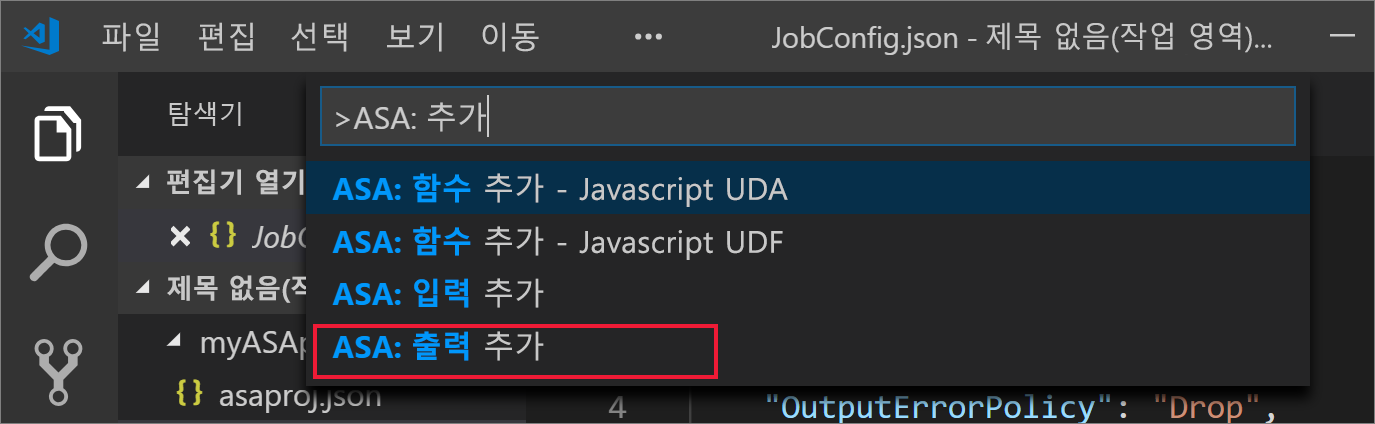 파일 편집 선택 보기 이동 ••• JobConfig.json - 제목 없음(작업 영역)...
탐색기
>ASA: 추가
편집기 열기
ASA: 함수 추가 - Javascript UDA
{} JobC
ASA: 함수 추가 - Javascript UDF
제목 없음(작
ASA: 입력 추가
myASAp
ASA: 출력 추가
{} asaproj.json
4 "OutputErrorPolicy": "Drop",